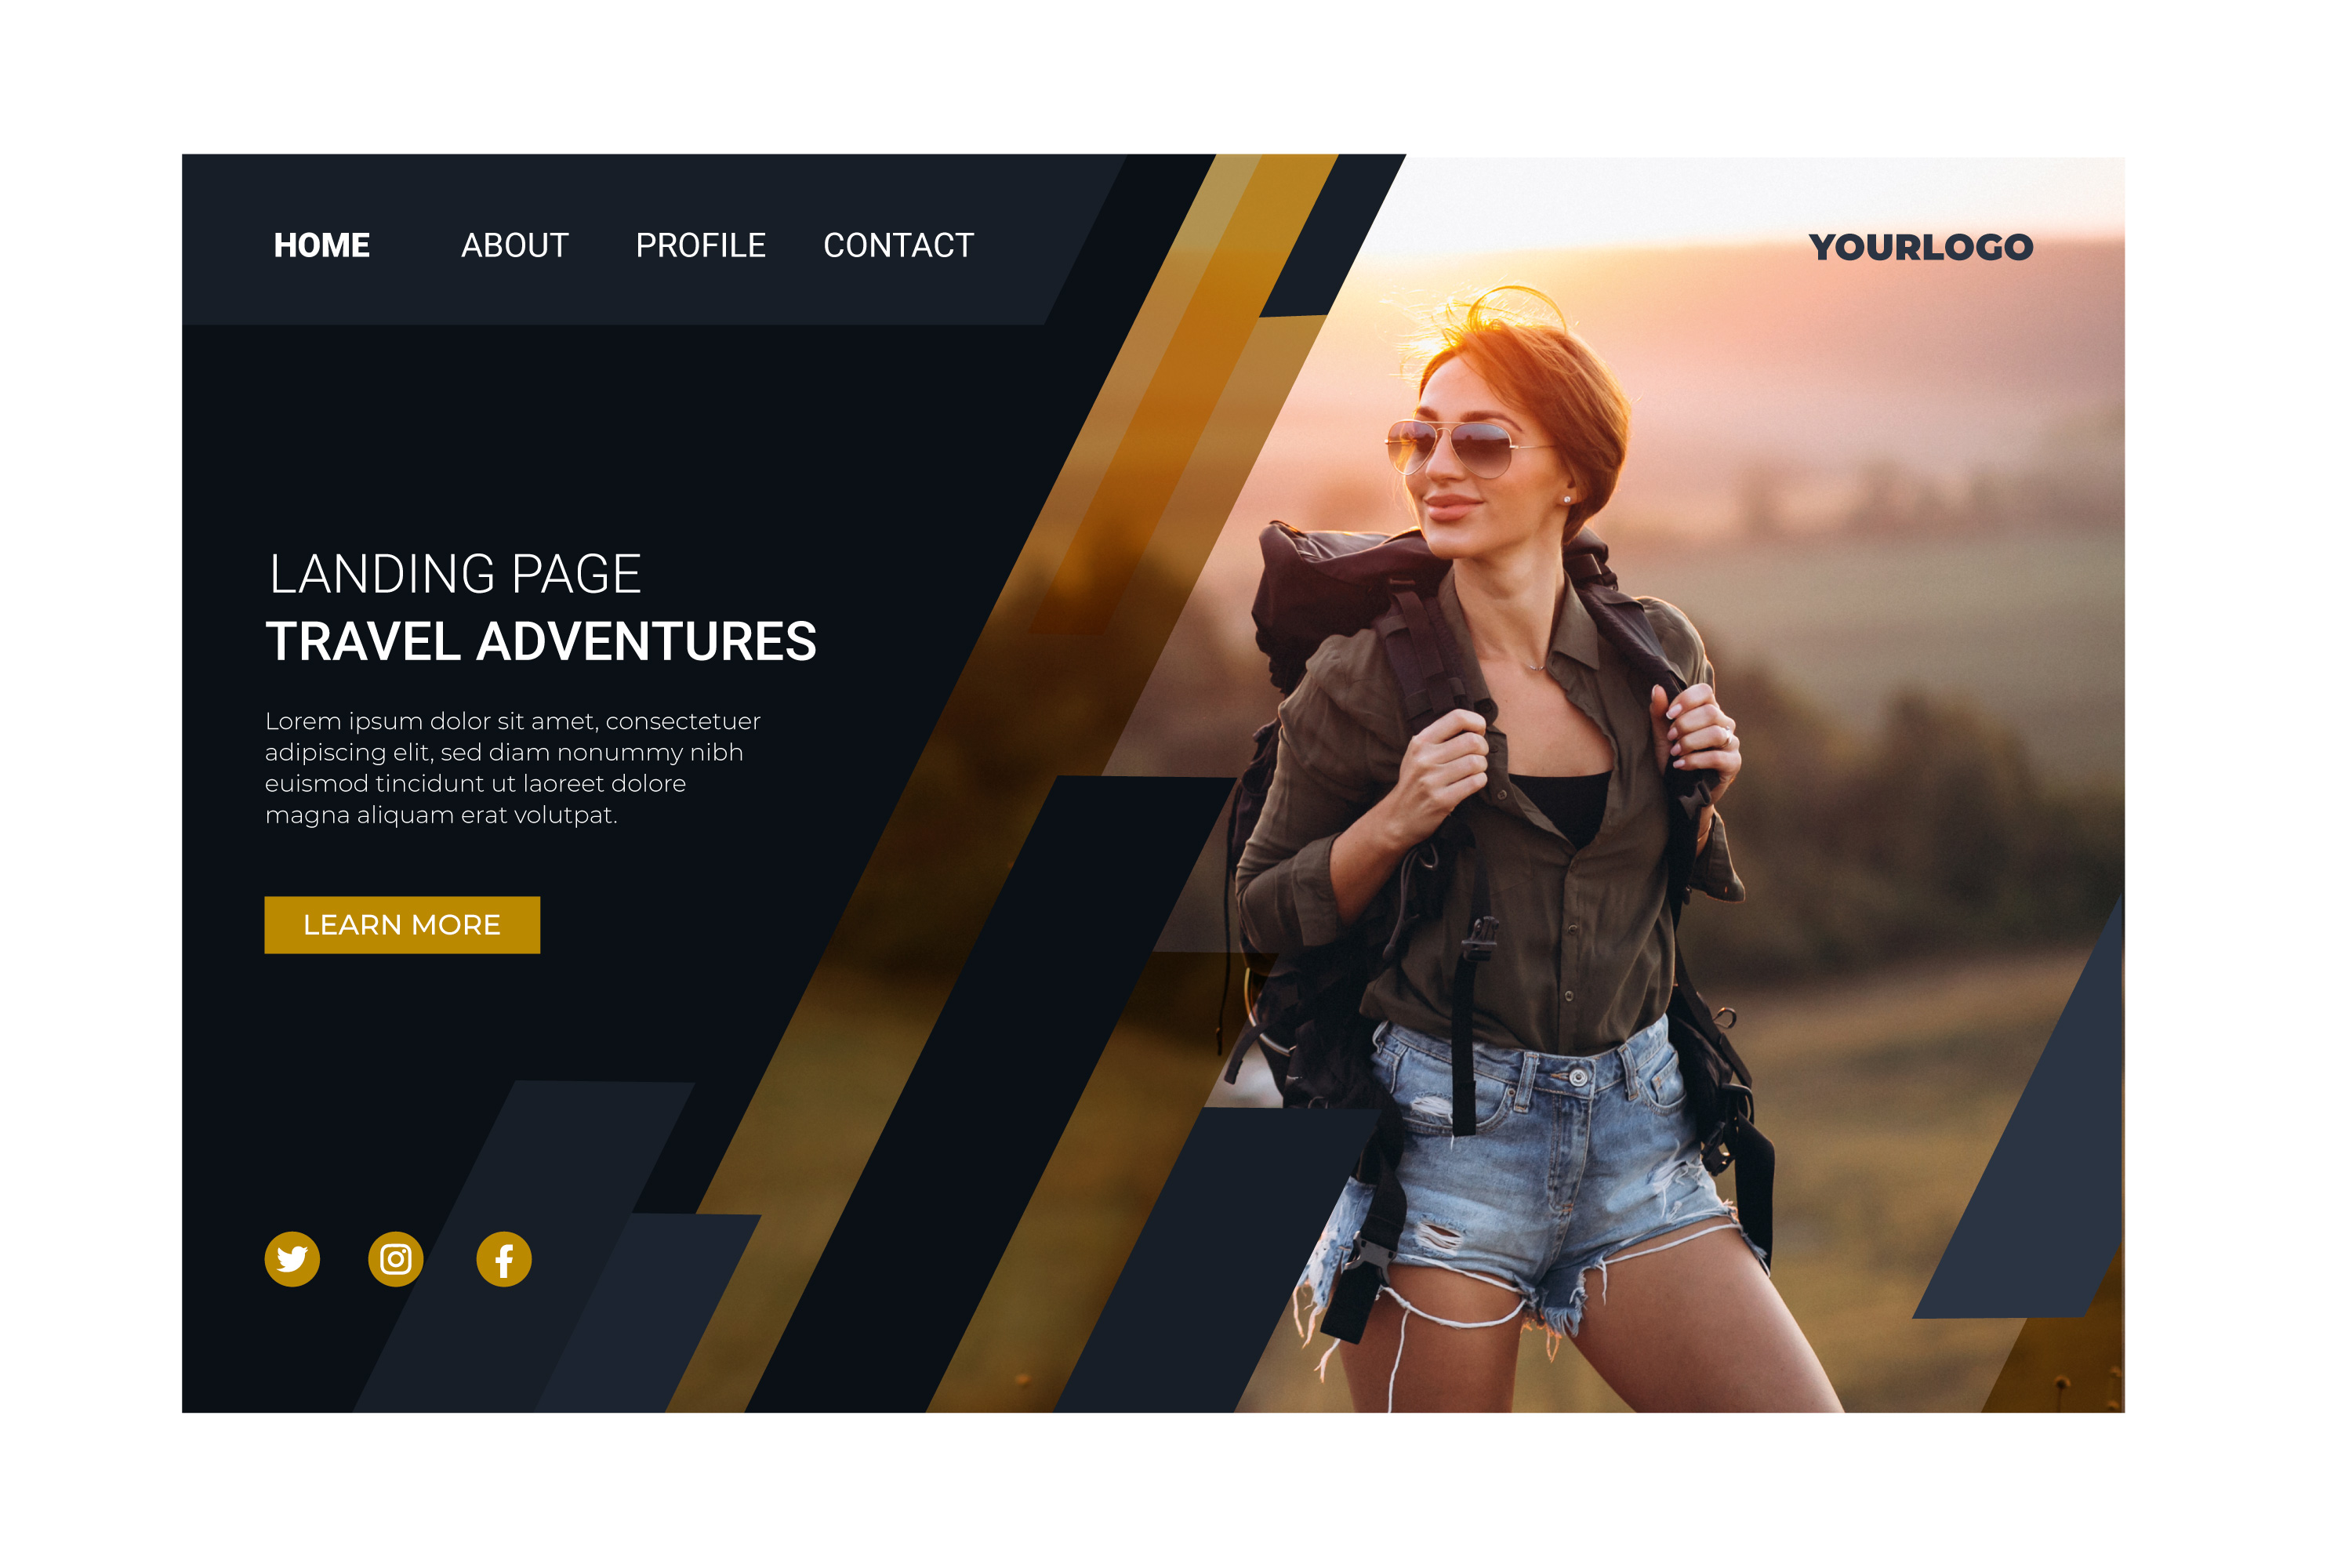 HOME ABOUT PROFILE CONTACT
YOURLOGO
LANDING PAGE
TRAVEL ADVENTURES
Lorem ipsum dolor sit amet, consectetuer
adipiscing elit, sed diam nonummy nibh
euismod tincidunt ut laoreet dolore
magna aliquam erat volutpat.
LEARN MORE